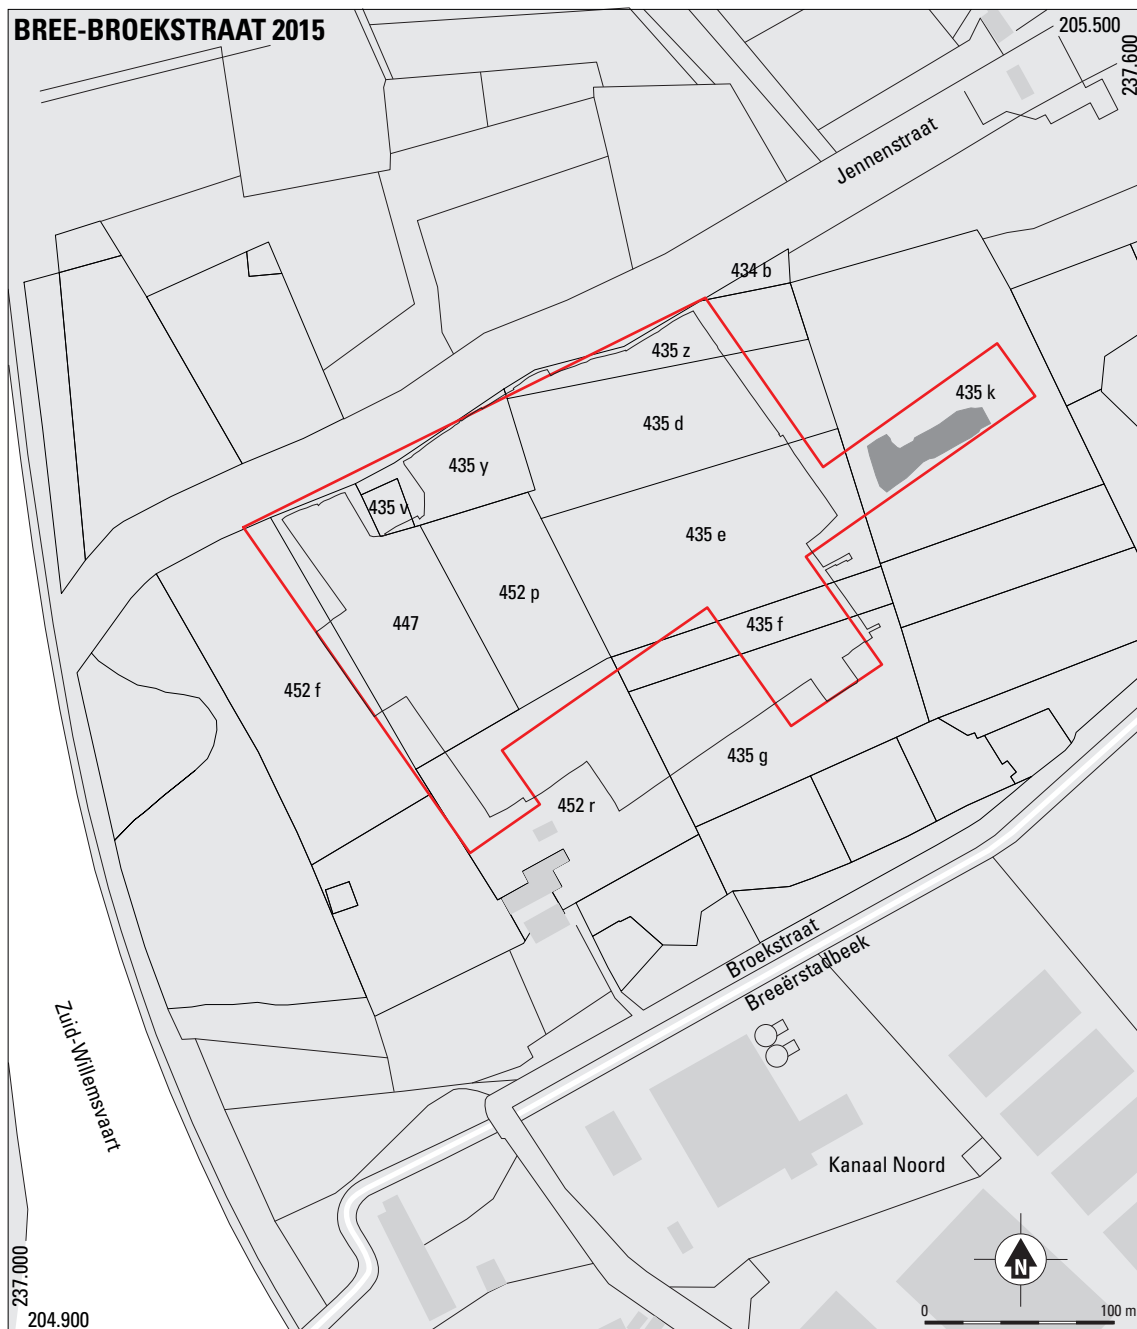 BREE-BROEKSTRAAT 2015
205.500
237.600
Jennenstraat
434 b
435 z
435 k
435 d
435 y
435 v
435 e
452 p
447
435 f
452 f
435 g
452 r
Broekstraat
Breeërstadbeek
Zuid-Willemsvaart
Kanaal Noord
237.000
204.900
N
0
100 m